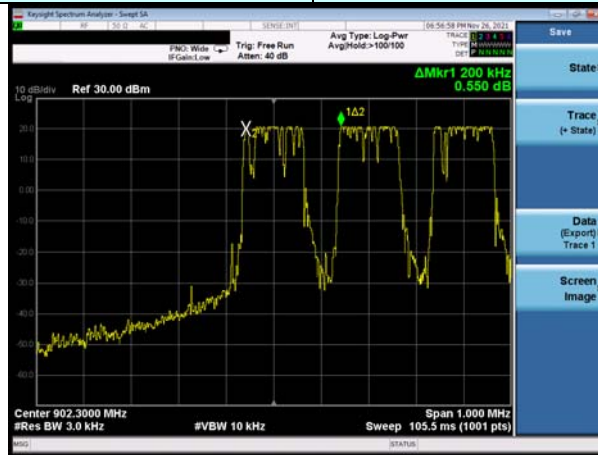 Keysight Spectrum Analyzer - Swept SA
RF 50 Ω AC SENSE:INT 06:56:58 PM Nov 26, 2021
PNO: Wide
IFGain:Low
Trig: Free Run
Atten: 40 dB
Avg Type: Log-Pwr
Avg|Hold:>100/100
TRACE 1 2 3 4 5 6
TYPE M
DET P N N N N N
ΔMkr1 200 kHz
0.550 dB
10 dB/div Ref 30.00 dBm
Log
20.0
10.0
0.00
-10.0
-20.0
-30.0
-40.0
-50.0
-60.0
X2
1Δ2
Center 902.3000 MHz
Span 1.000 MHz
#Res BW 3.0 kHz
#VBW 10 kHz
Sweep 105.5 ms (1001 pts)
MSG
STATUS
Save
State
Trace
(+ State)
Data
(Export)
Trace 1
Screen
Image